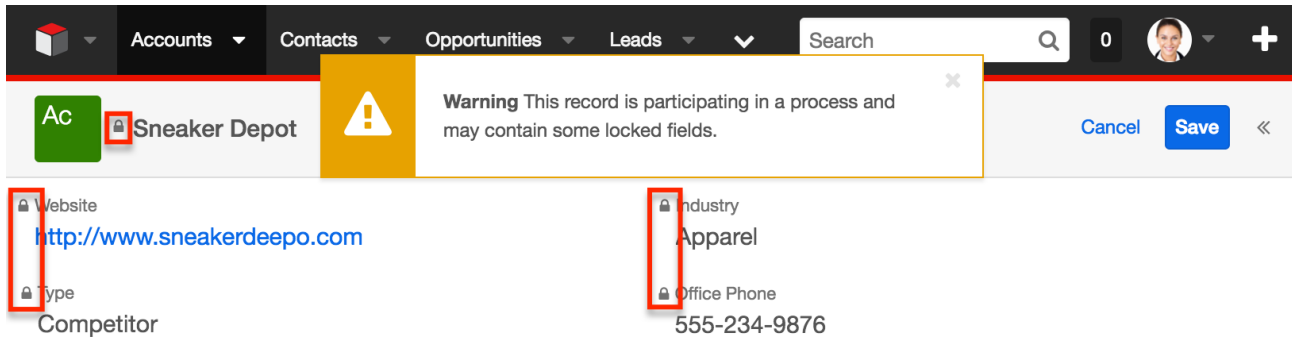 Accounts Contacts Opportunities Leads Search 0
Warning This record is participating in a process and
may contain some locked fields.
Ac Sneaker Depot Cancel Save
Website Industry
http://www.sneakerdeepo.com Apparel
Type Office Phone
Competitor 555-234-9876